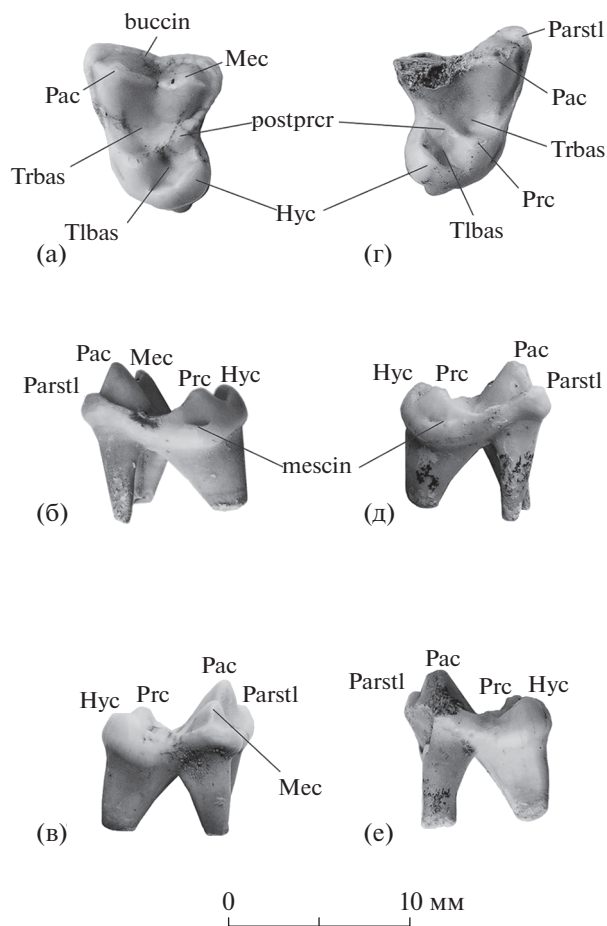 buccin
Mec
Pac
postprcr
Trbas
Tlbas
Hyc
(а)
Parstl
Pac
Trbas
Prc
Tlbas
(г)
Pac
Mec
Prc
Hyc
Parstl
mescin
(б)
Pac
Hyc
Prc
Parstl
(д)
Pac
Hyc
Prc
Parstl
Mec
(в)
Pac
Parstl
Prc
Hyc
(е)
0
10 мм